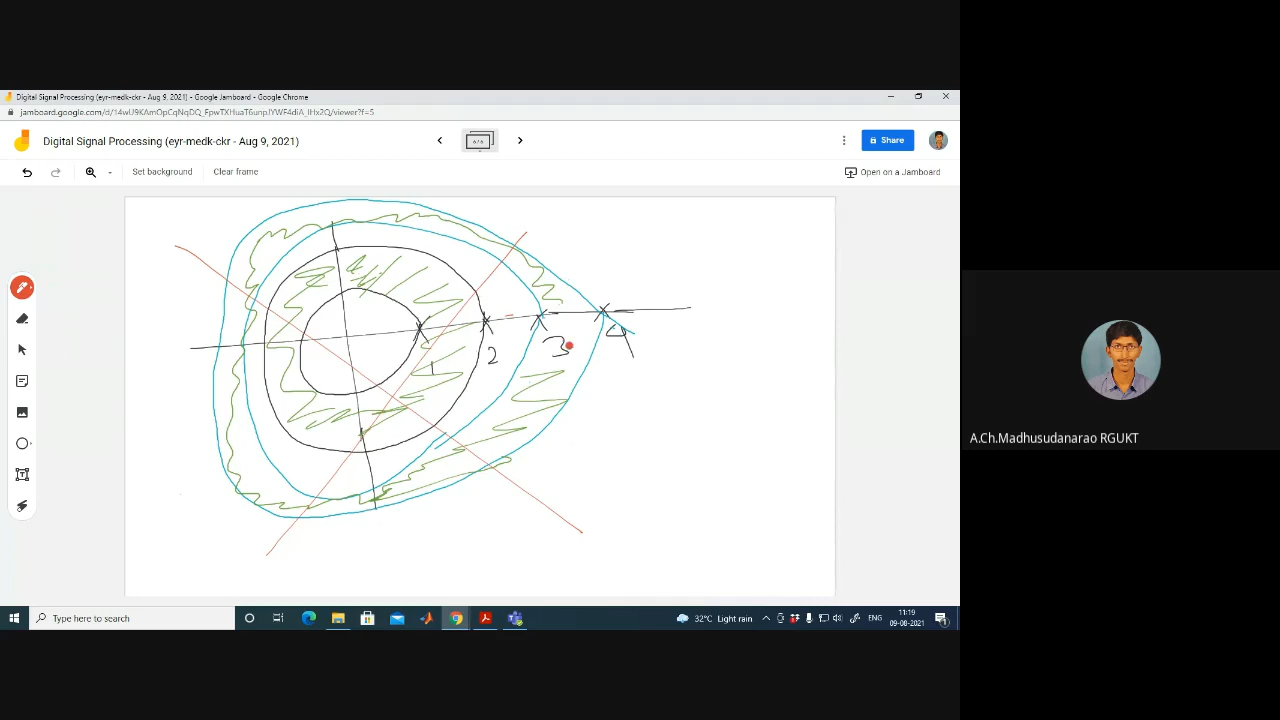 Digital Signal Processing (eyr-medk-ckr - Aug 9, 2021) - Google Jamboard - Google Chrome
Digital Signal Processing (eyr-medk-ckr - Aug 9, 2021)
6 / 6
Share
Set background
Clear frame
Open on a Jamboard
1
2
3
4
A.Ch.Madhusudanarao RGUKT
Type here to search
32°C Light rain
ENG
11:19
09-08-2021